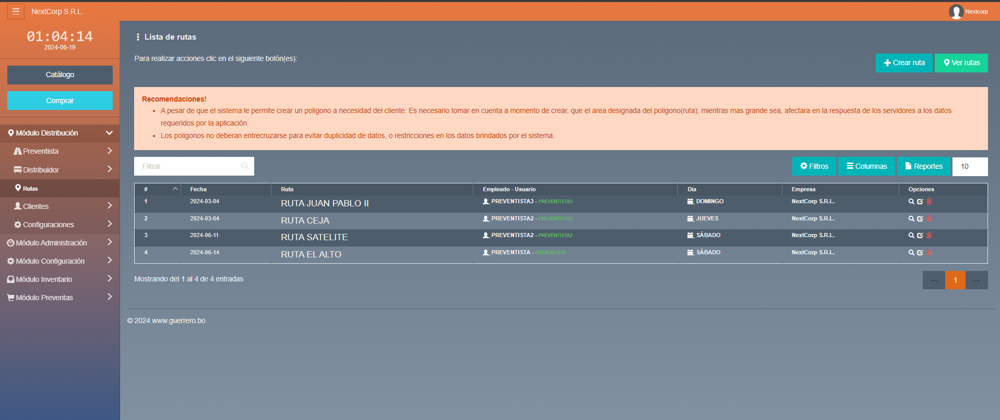 NextCorp S.R.L.
Nextcorp
01:04:14
2024-06-19
Catálogo
Comprar
Módulo Distribución
Preventista
Distribuidor
Rutas
Clientes
Configuraciones
Módulo Administración
Módulo Configuración
Módulo Inventario
Módulo Preventas
Lista de rutas
Para realizar acciones clic en el siguiente botón(es):
Crear ruta
Ver rutas
Recomendaciones!
• A pesar de que el sistema le permite crear un poligono a necesidad del cliente. Es necesario tomar en cuenta a momento de crear, que el area designada del poligono(ruta); mientras mas grande sea, afectara en la respuesta de los servidores a los datos
requeridos por la aplicación.
• Los poligonos no deberan entrecruzarse para evitar duplicidad de datos, o restricciones en los datos brindados por el sistema.
Filtrar
Filtros
Columnas
Reportes
10
# Fecha Ruta Empleado - Usuario Dia Empresa Opciones
1 2024-03-04 RUTA JUAN PABLO II PREVENTISTA3 - PREVENTISTA3 DOMINGO NextCorp S.R.L.
2 2024-03-04 RUTA CEJA PREVENTISTA2 - PREVENTISTA2 JUEVES NextCorp S.R.L.
3 2024-06-11 RUTA SATELITE PREVENTISTA2 - PREVENTISTA2 SÁBADO NextCorp S.R.L.
4 2024-06-14 RUTA EL ALTO PREVENTISTA - PREVENTISTA SÁBADO NextCorp S.R.L.
Mostrando del 1 al 4 de 4 entradas
← 1 →
© 2024 www.guerrero.bo